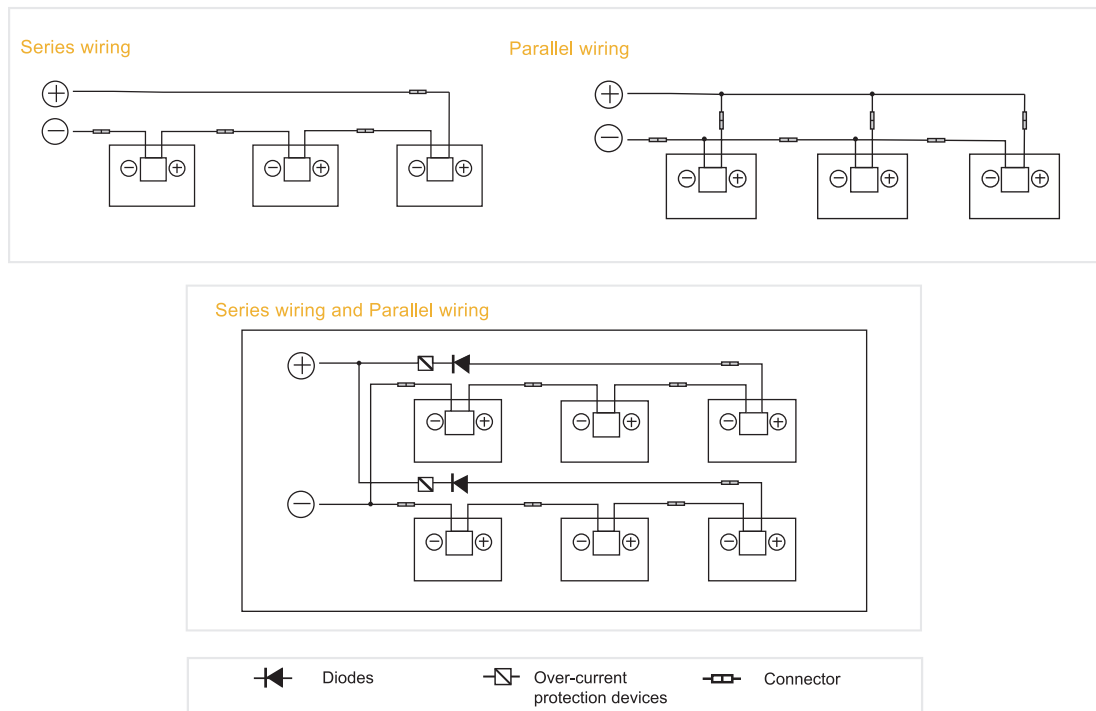 Series wiring
Parallel wiring
Series wiring and Parallel wiring
Diodes
Over-current
protection devices
Connector